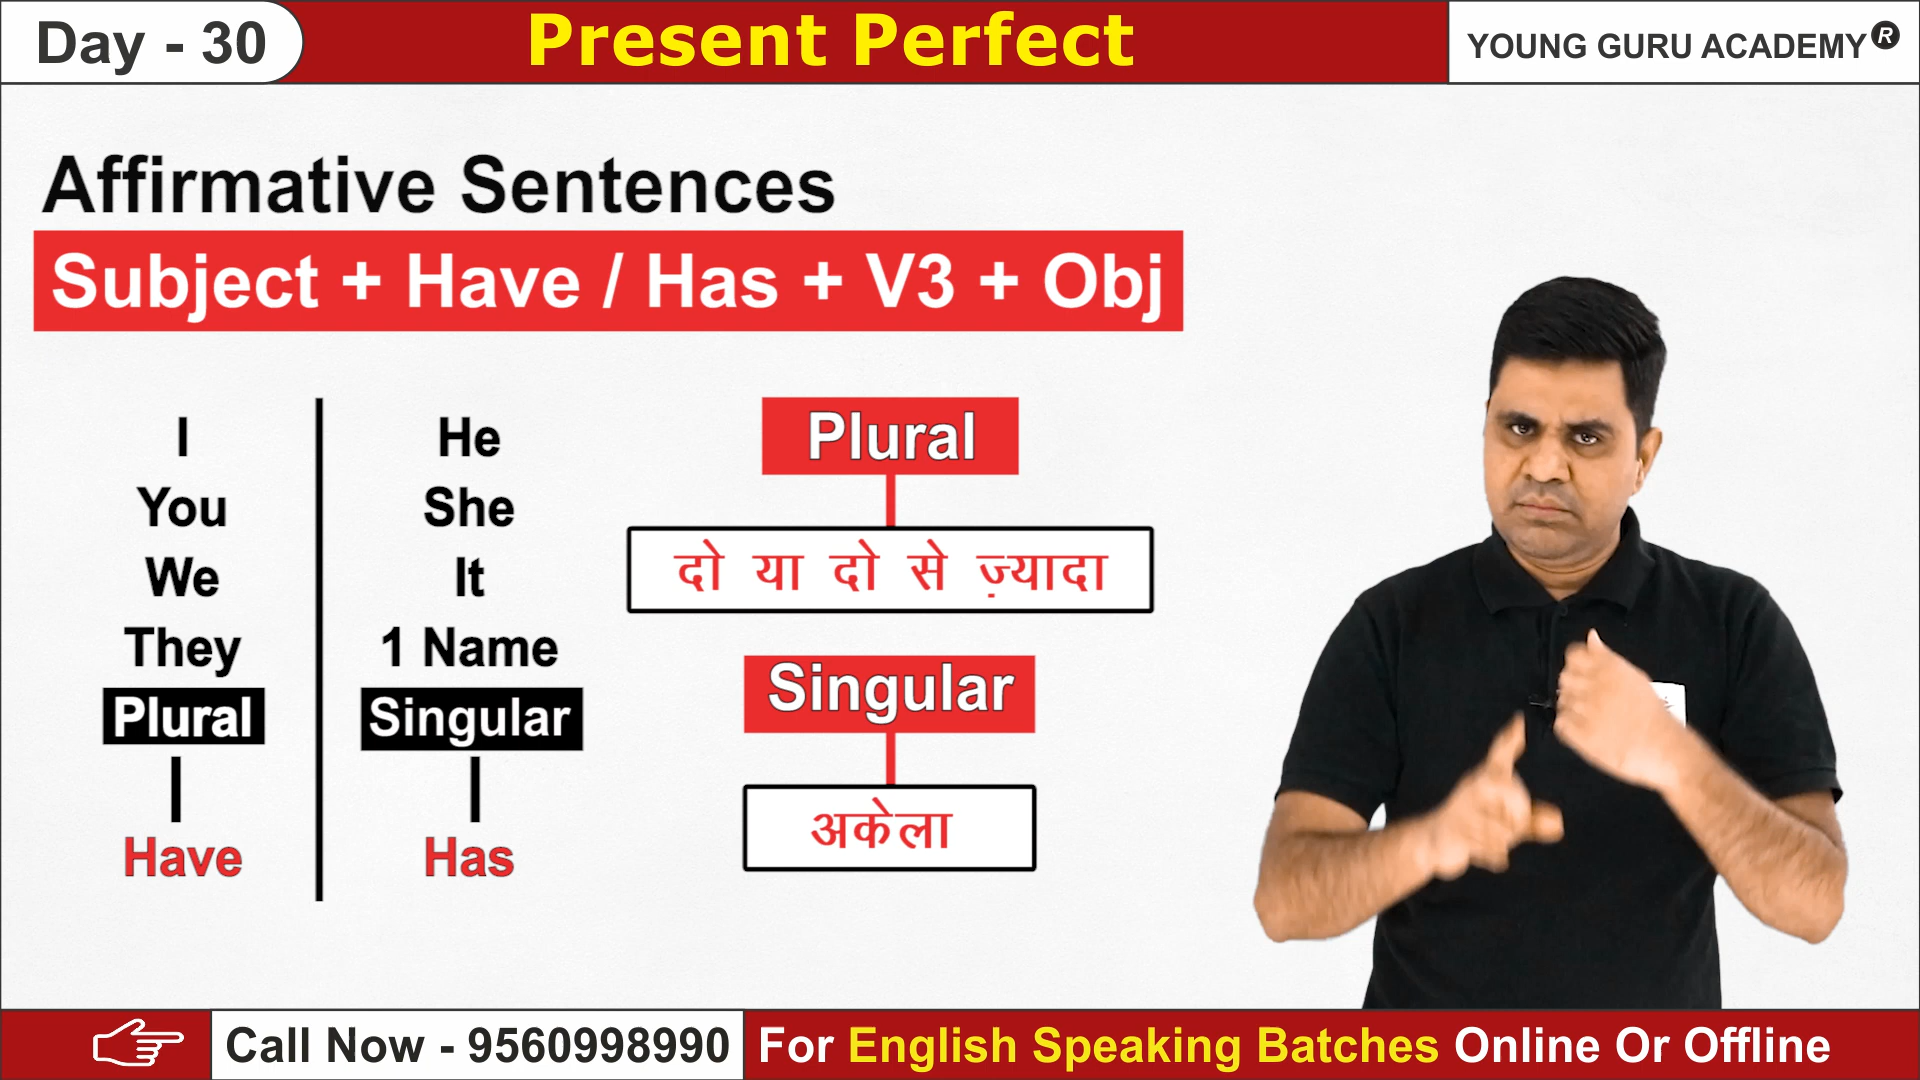 Day - 30
Present Perfect
YOUNG GURU ACADEMY®
Affirmative Sentences
Subject + Have / Has + V3 + Obj
I
You
We
They
Plural
Have
He
She
It
1 Name
Singular
Has
Plural
दो या दो से ज़्यादा
Singular
अकेला
Call Now - 9560998990
For English Speaking Batches Online Or Offline